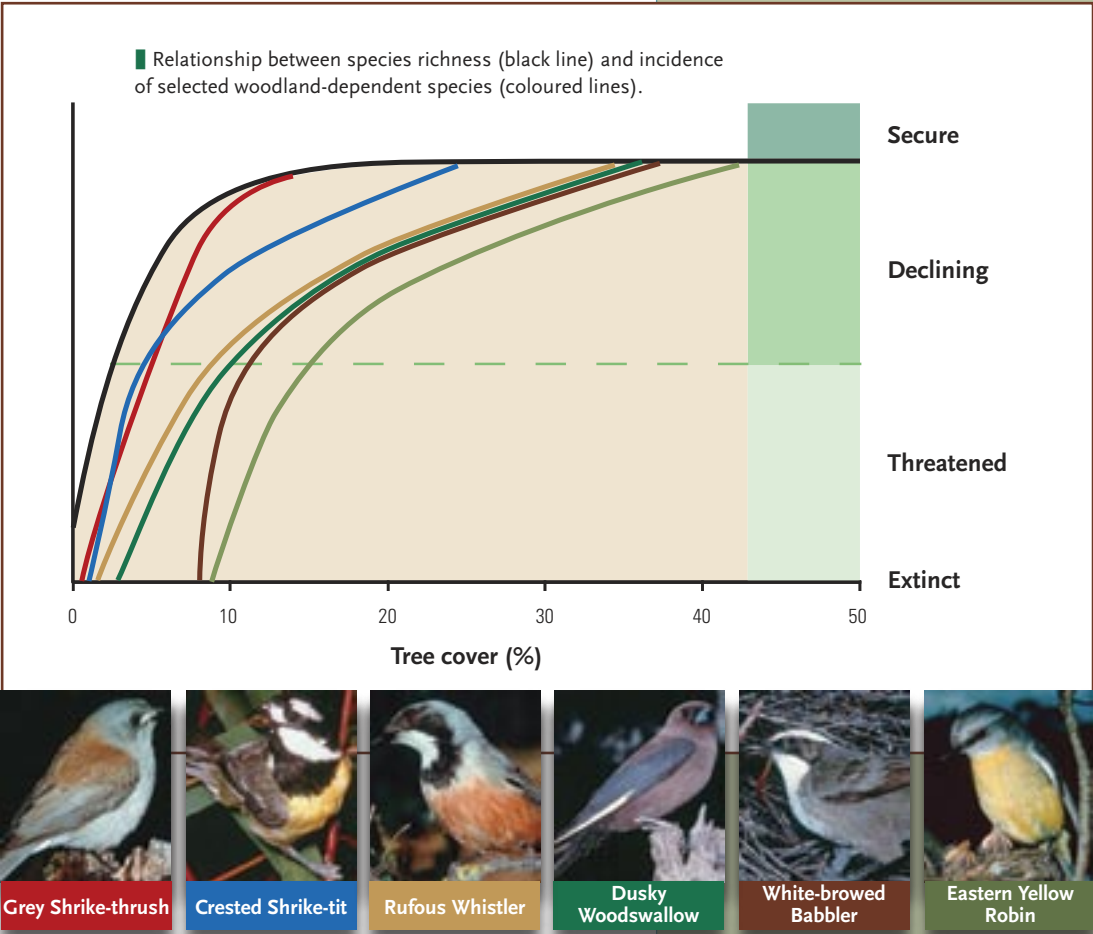 Relationship between species richness (black line) and incidence
of selected woodland-dependent species (coloured lines).
Secure
Declining
Threatened
Extinct
0 10 20 30 40 50
Tree cover (%)
Grey Shrike-thrush
Crested Shrike-tit
Rufous Whistler
Dusky
Woodswallow
White-browed
Babbler
Eastern Yellow
Robin